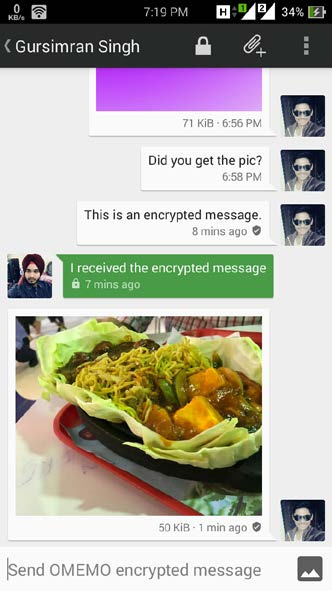 0
KB/s
7:19 PM
H 1 2 34%
Gursimran Singh
71 KiB · 6:56 PM
Did you get the pic?
6:58 PM
This is an encrypted message.
8 mins ago
I received the encrypted message
7 mins ago
50 KiB · 1 min ago
Send OMEMO encrypted message